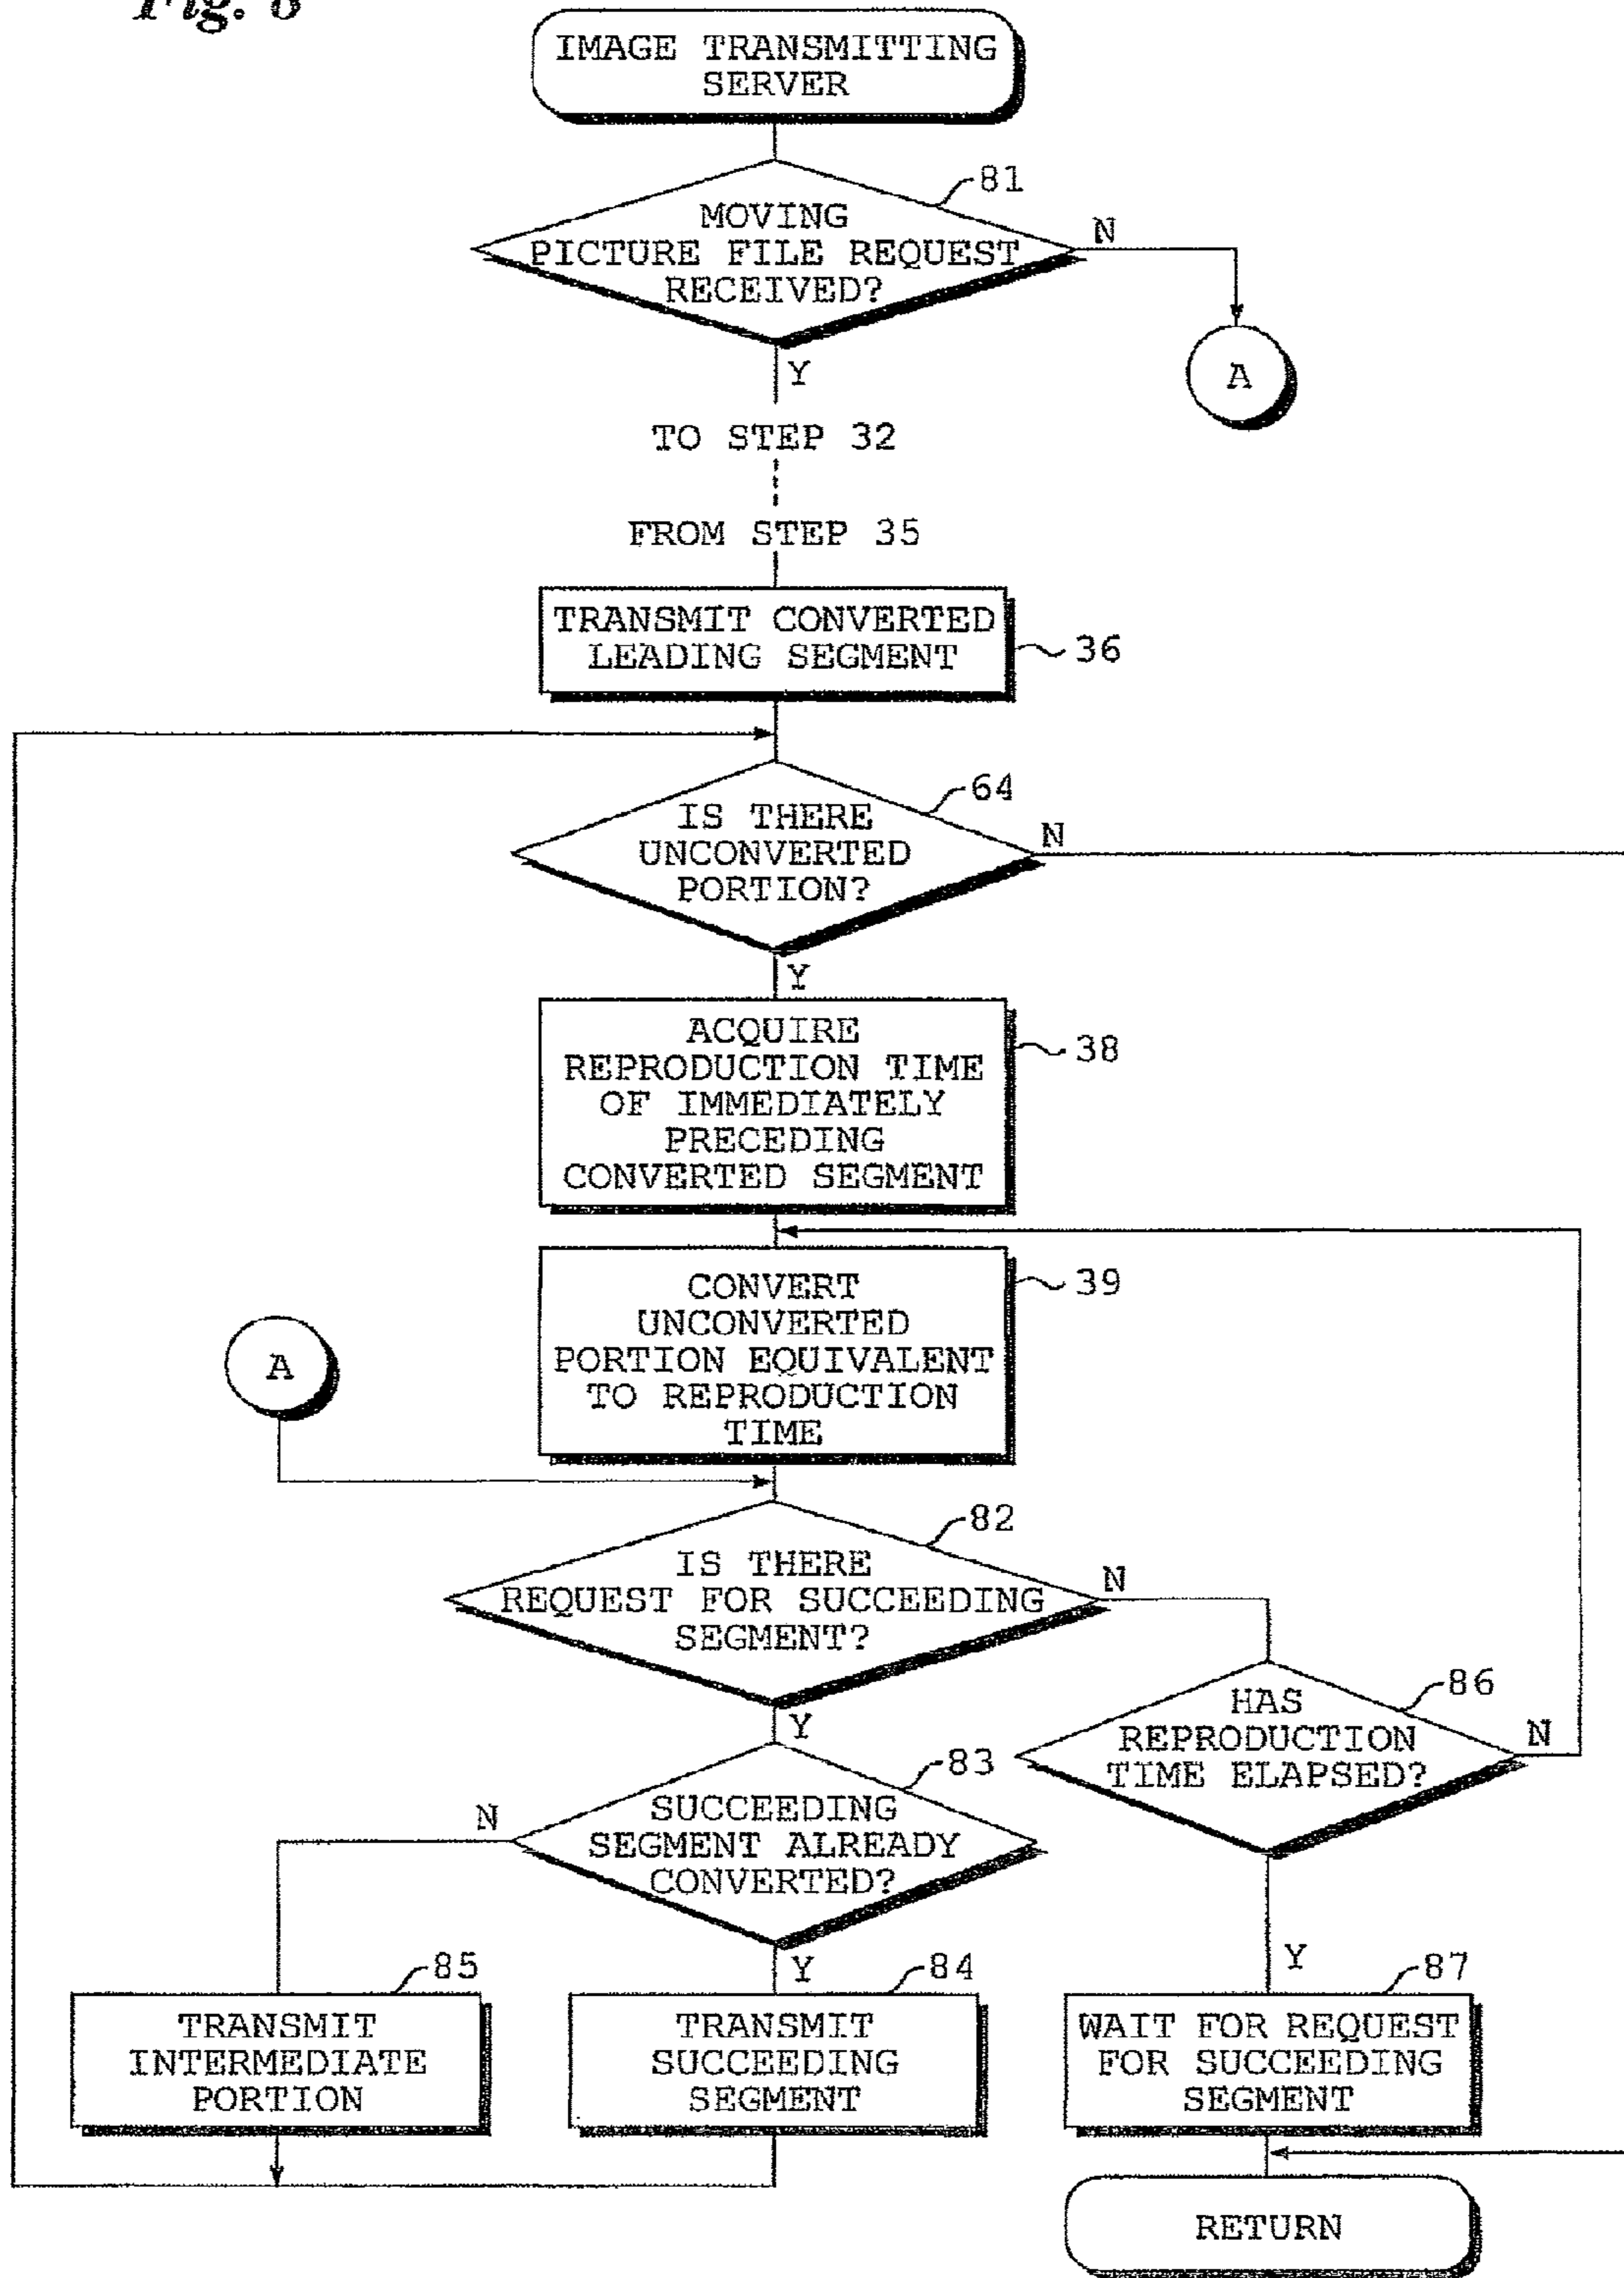 Fig. 8
IMAGE TRANSMITTING
SERVER
81
MOVING
PICTURE FILE REQUEST
RECEIVED?
N
A
Y
TO STEP 32
FROM STEP 35
TRANSMIT CONVERTED
LEADING SEGMENT
36
64
IS THERE
UNCONVERTED
PORTION?
N
Y
ACQUIRE
REPRODUCTION TIME
OF IMMEDIATELY
PRECEDING
CONVERTED SEGMENT
38
CONVERT
UNCONVERTED
PORTION EQUIVALENT
TO REPRODUCTION
TIME
39
A
82
IS THERE
REQUEST FOR SUCCEEDING
SEGMENT?
N
Y
86
HAS
REPRODUCTION
TIME ELAPSED?
N
Y
83
SUCCEEDING
SEGMENT ALREADY
CONVERTED?
N
Y
85
TRANSMIT
INTERMEDIATE
PORTION
84
TRANSMIT
SUCCEEDING
SEGMENT
87
WAIT FOR REQUEST
FOR SUCCEEDING
SEGMENT
RETURN